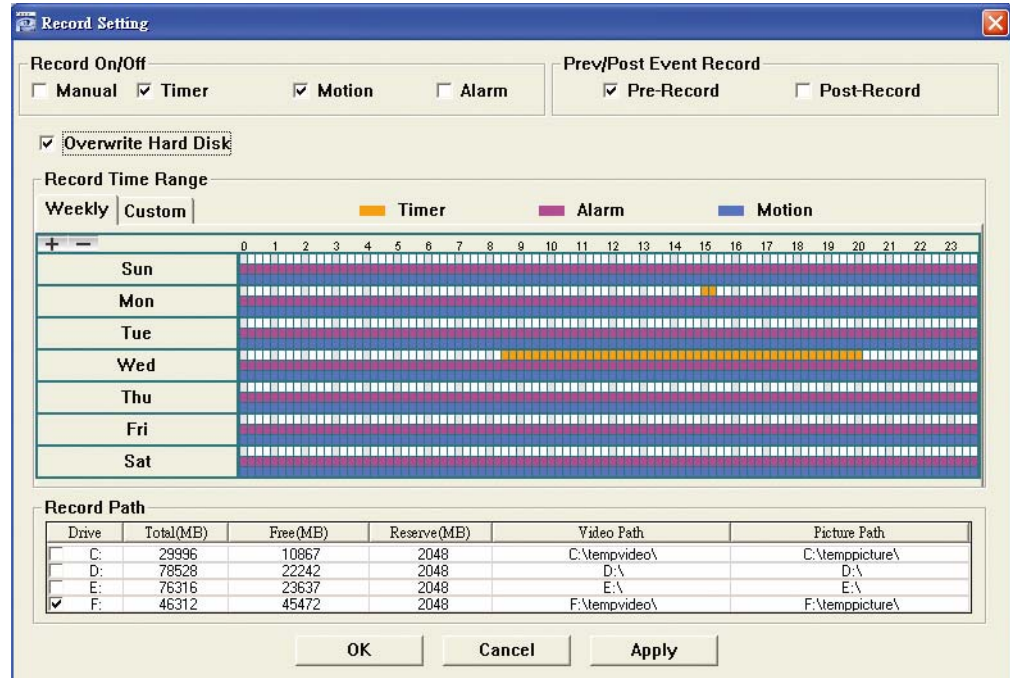 Record Setting
Record On/Off
Manual Timer Motion Alarm
Prev/Post Event Record
Pre-Record Post-Record
Overwrite Hard Disk
Record Time Range
Weekly Custom
Timer Alarm Motion
+ − 0 1 2 3 4 5 6 7 8 9 10 11 12 13 14 15 16 17 18 19 20 21 22 23
Sun
Mon
Tue
Wed
Thu
Fri
Sat
Record Path
Drive Total(MB) Free(MB) Reserve(MB) Video Path Picture Path
C: 29996 10867 2048 C:\tempvideo\ C:\temppicture\
D: 78528 22242 2048 D:\ D:\
E: 76316 23637 2048 E:\ E:\
F: 46312 45472 2048 F:\tempvideo\ F:\temppicture\
OK Cancel Apply